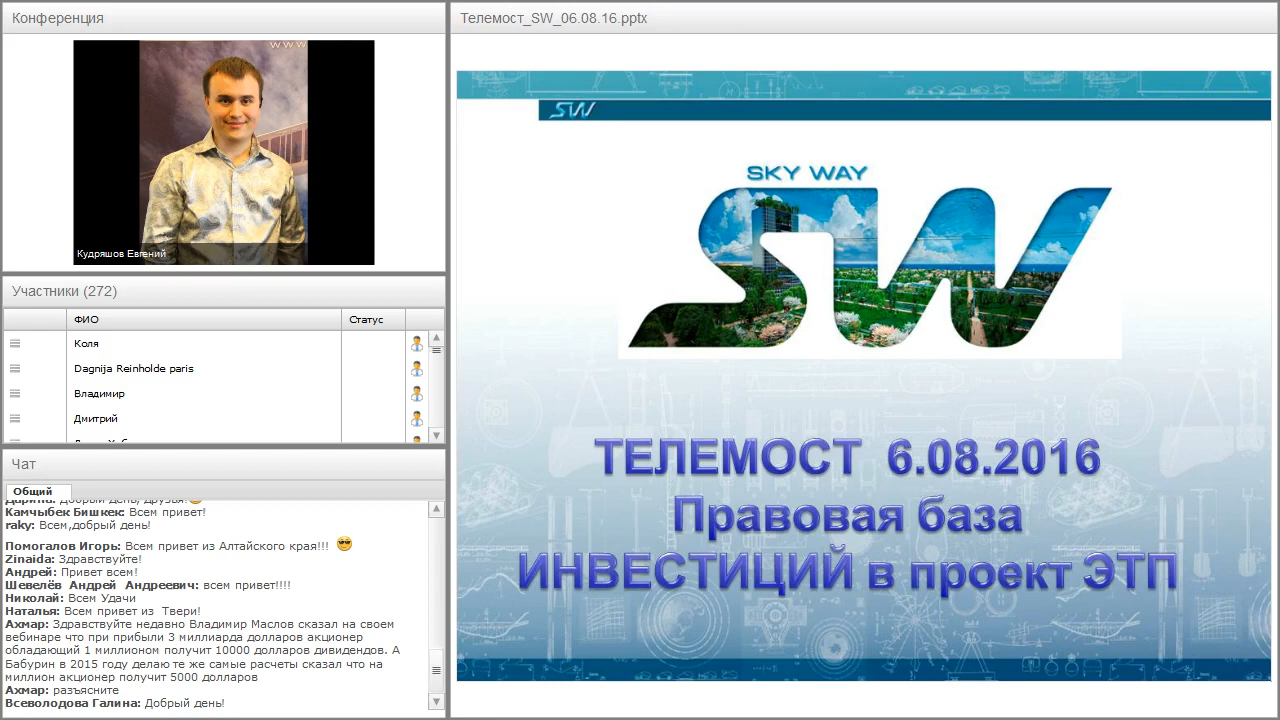 Конференция
WWW
Кудряшов Евгений
Участники (272)
ФИО
Статус
Коля
Dagnija Reinholde paris
Владимир
Дмитрий
Чат
Общий
Дарина: Добрый день, друзья!
Камчыбек Бишкек: Всем привет!
raky: Всем,добрый день!
Помогалов Игорь: Всем привет из Алтайского края!!!
Zinaida: Здравствуйте!
Андрей: Привет всем!
Шевелёв Андрей Андреевич: всем привет!!!!
Николай: Всем Удачи
Наталья: Всем привет из Твери!
Ахмар: Здравствуйте недавно Владимир Маслов сказал на своем
вебинаре что при прибыли 3 миллиарда долларов акционер
обладающий 1 миллионом получит 10000 долларов дивидендов. А
Бабурин в 2015 году делаю те же самые расчеты сказал что на
миллион акционер получит 5000 долларов
Ахмар: разъясните
Всеволодова Галина: Добрый день!
Телемост_SW_06.08.16.pptx
SW
SKY WAY
SW
ТЕЛЕМОСТ 6.08.2016
Правовая база
ИНВЕСТИЦИЙ в проект ЭТП